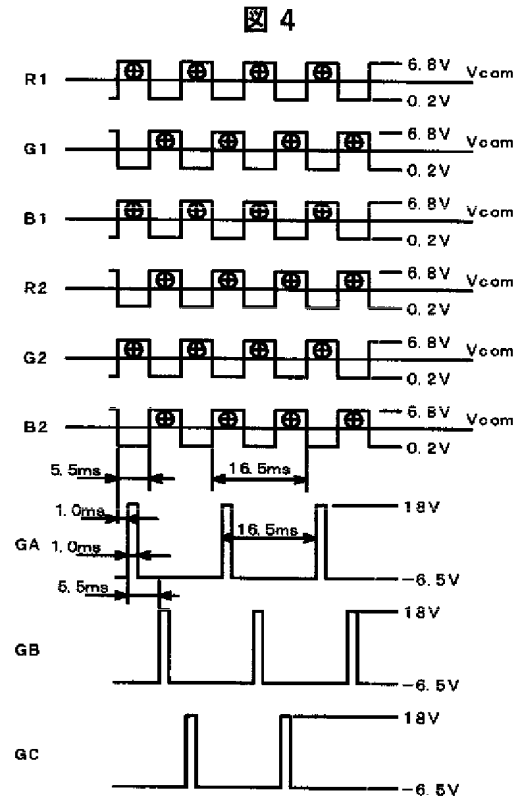 図 4
R1 6.8V Vcom
0.2V
G1 6.8V Vcom
0.2V
B1 6.8V Vcom
0.2V
R2 6.8V Vcom
0.2V
G2 6.8V Vcom
0.2V
B2 6.8V Vcom
0.2V
5.5ms 16.5ms
1.0ms 18V
GA 1.0ms 16.5ms
5.5ms -6.5V
18V
GB
-6.5V
18V
GC
-6.5V